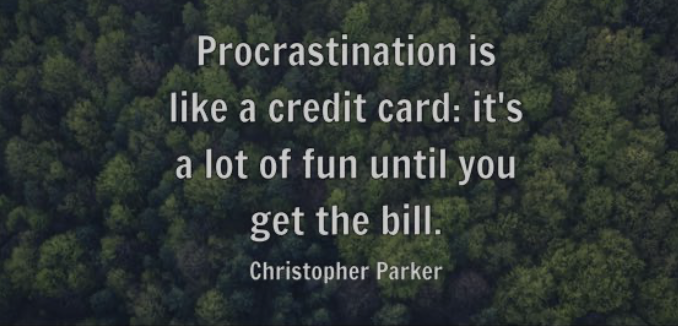 Procrastination is
like a credit card: it's
a lot of fun until you
get the bill.
Christopher Parker